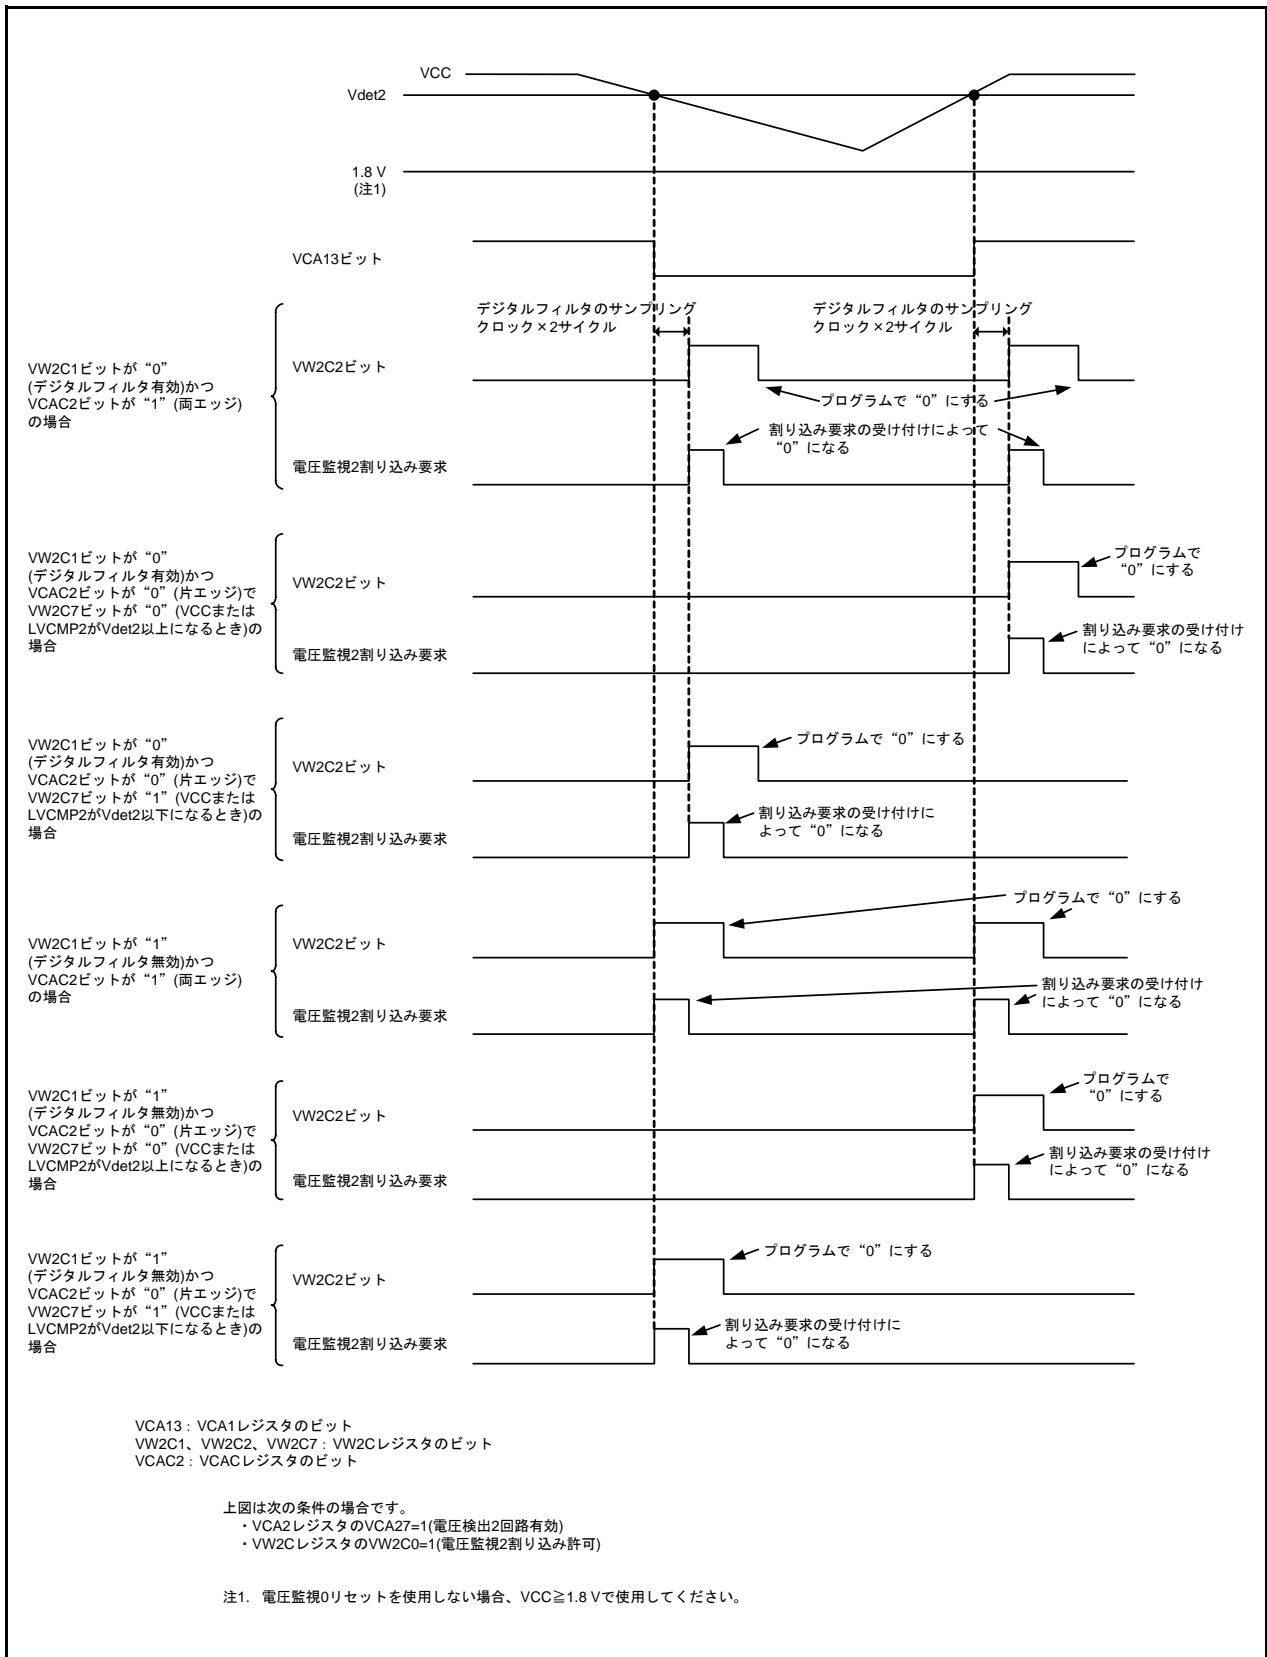 VCC
Vdet2
1.8 V
(注1)
VCA13ビット
デジタルフィルタのサンプリング
クロック×2サイクル
デジタルフィルタのサンプリング
クロック×2サイクル
VW2C1ビットが“0”
(デジタルフィルタ有効)かつ
VCAC2ビットが“1”(両エッジ)
の場合
VW2C2ビット
プログラムで“0”にする
割り込み要求の受け付けによって
“0”になる
電圧監視2割り込み要求
VW2C1ビットが“0”
(デジタルフィルタ有効)かつ
VCAC2ビットが“0”(片エッジ)で
VW2C7ビットが“0”(VCCまたは
LVCMP2がVdet2以上になるとき)の
場合
VW2C2ビット
プログラムで
“0”にする
電圧監視2割り込み要求
割り込み要求の受け付け
によって“0”になる
VW2C1ビットが“0”
(デジタルフィルタ有効)かつ
VCAC2ビットが“0”(片エッジ)で
VW2C7ビットが“1”(VCCまたは
LVCMP2がVdet2以下になるとき)の
場合
VW2C2ビット
プログラムで“0”にする
電圧監視2割り込み要求
割り込み要求の受け付けに
よって“0”になる
VW2C1ビットが“1”
(デジタルフィルタ無効)かつ
VCAC2ビットが“1”(両エッジ)
の場合
VW2C2ビット
プログラムで“0”にする
電圧監視2割り込み要求
割り込み要求の受け付け
によって“0”になる
VW2C1ビットが“1”
(デジタルフィルタ無効)かつ
VCAC2ビットが“0”(片エッジ)で
VW2C7ビットが“0”(VCCまたは
LVCMP2がVdet2以上になるとき)の
場合
VW2C2ビット
プログラムで
“0”にする
電圧監視2割り込み要求
割り込み要求の受け付け
によって“0”になる
VW2C1ビットが“1”
(デジタルフィルタ無効)かつ
VCAC2ビットが“0”(片エッジ)で
VW2C7ビットが“1”(VCCまたは
LVCMP2がVdet2以下になるとき)の
場合
VW2C2ビット
プログラムで“0”にする
電圧監視2割り込み要求
割り込み要求の受け付けに
よって“0”になる
VCA13：VCA1レジスタのビット
VW2C1、VW2C2、VW2C7：VW2Cレジスタのビット
VCAC2：VCACレジスタのビット
上図は次の条件の場合です。
・VCA2レジスタのVCA27=1(電圧検出2回路有効)
・VW2CレジスタのVW2C0=1(電圧監視2割り込み許可)
注1. 電圧監視0リセットを使用しない場合、VCC≧1.8 Vで使用してください。